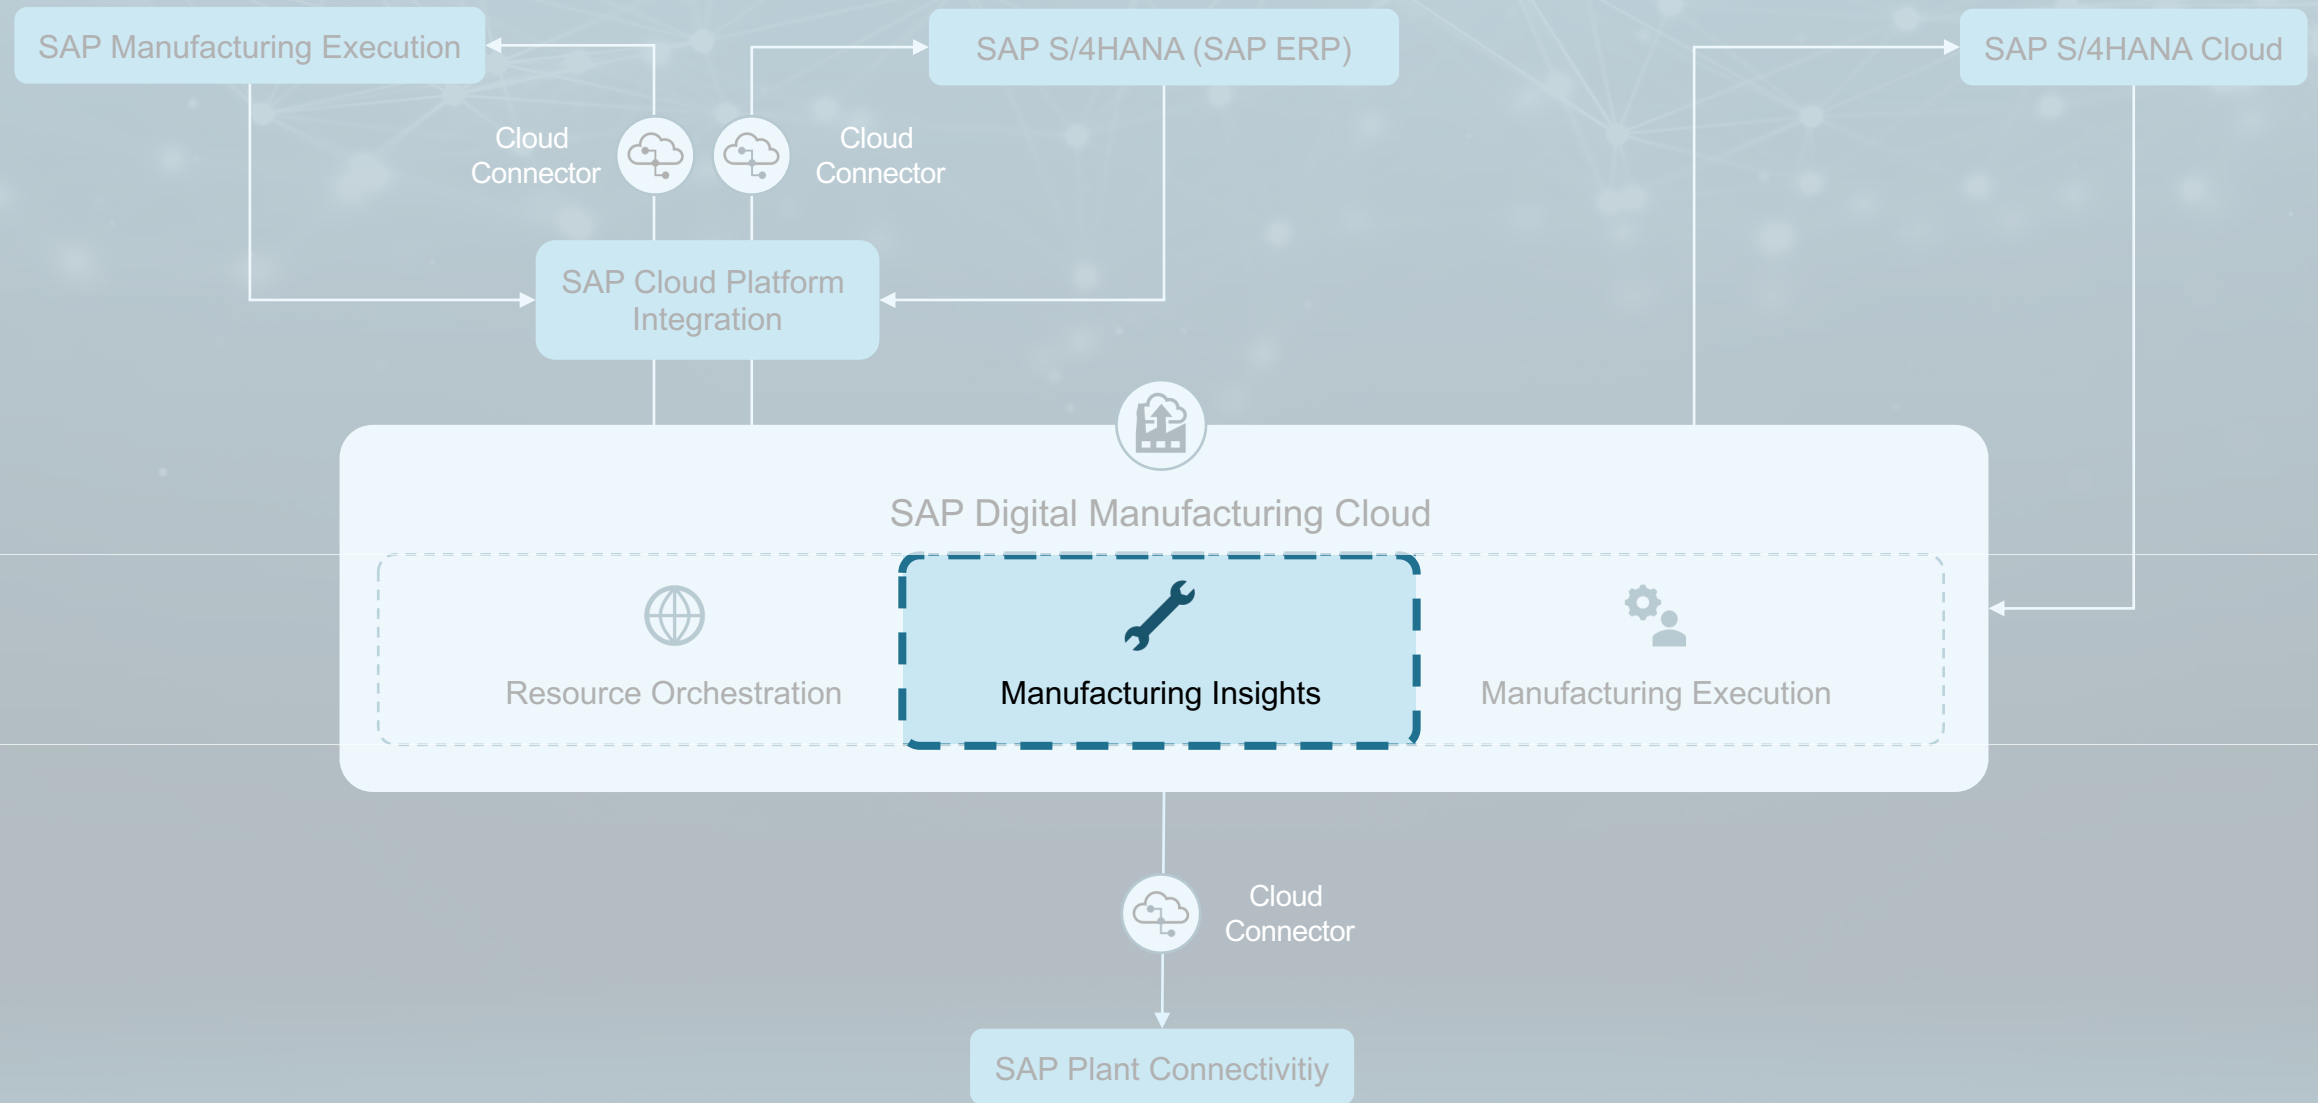 SAP Manufacturing Execution
SAP S/4HANA (SAP ERP)
SAP S/4HANA Cloud
Cloud
Connector
Cloud
Connector
SAP Cloud Platform
Integration
SAP Digital Manufacturing Cloud
Resource Orchestration
Manufacturing Insights
Manufacturing Execution
Cloud
Connector
SAP Plant Connectivitiy